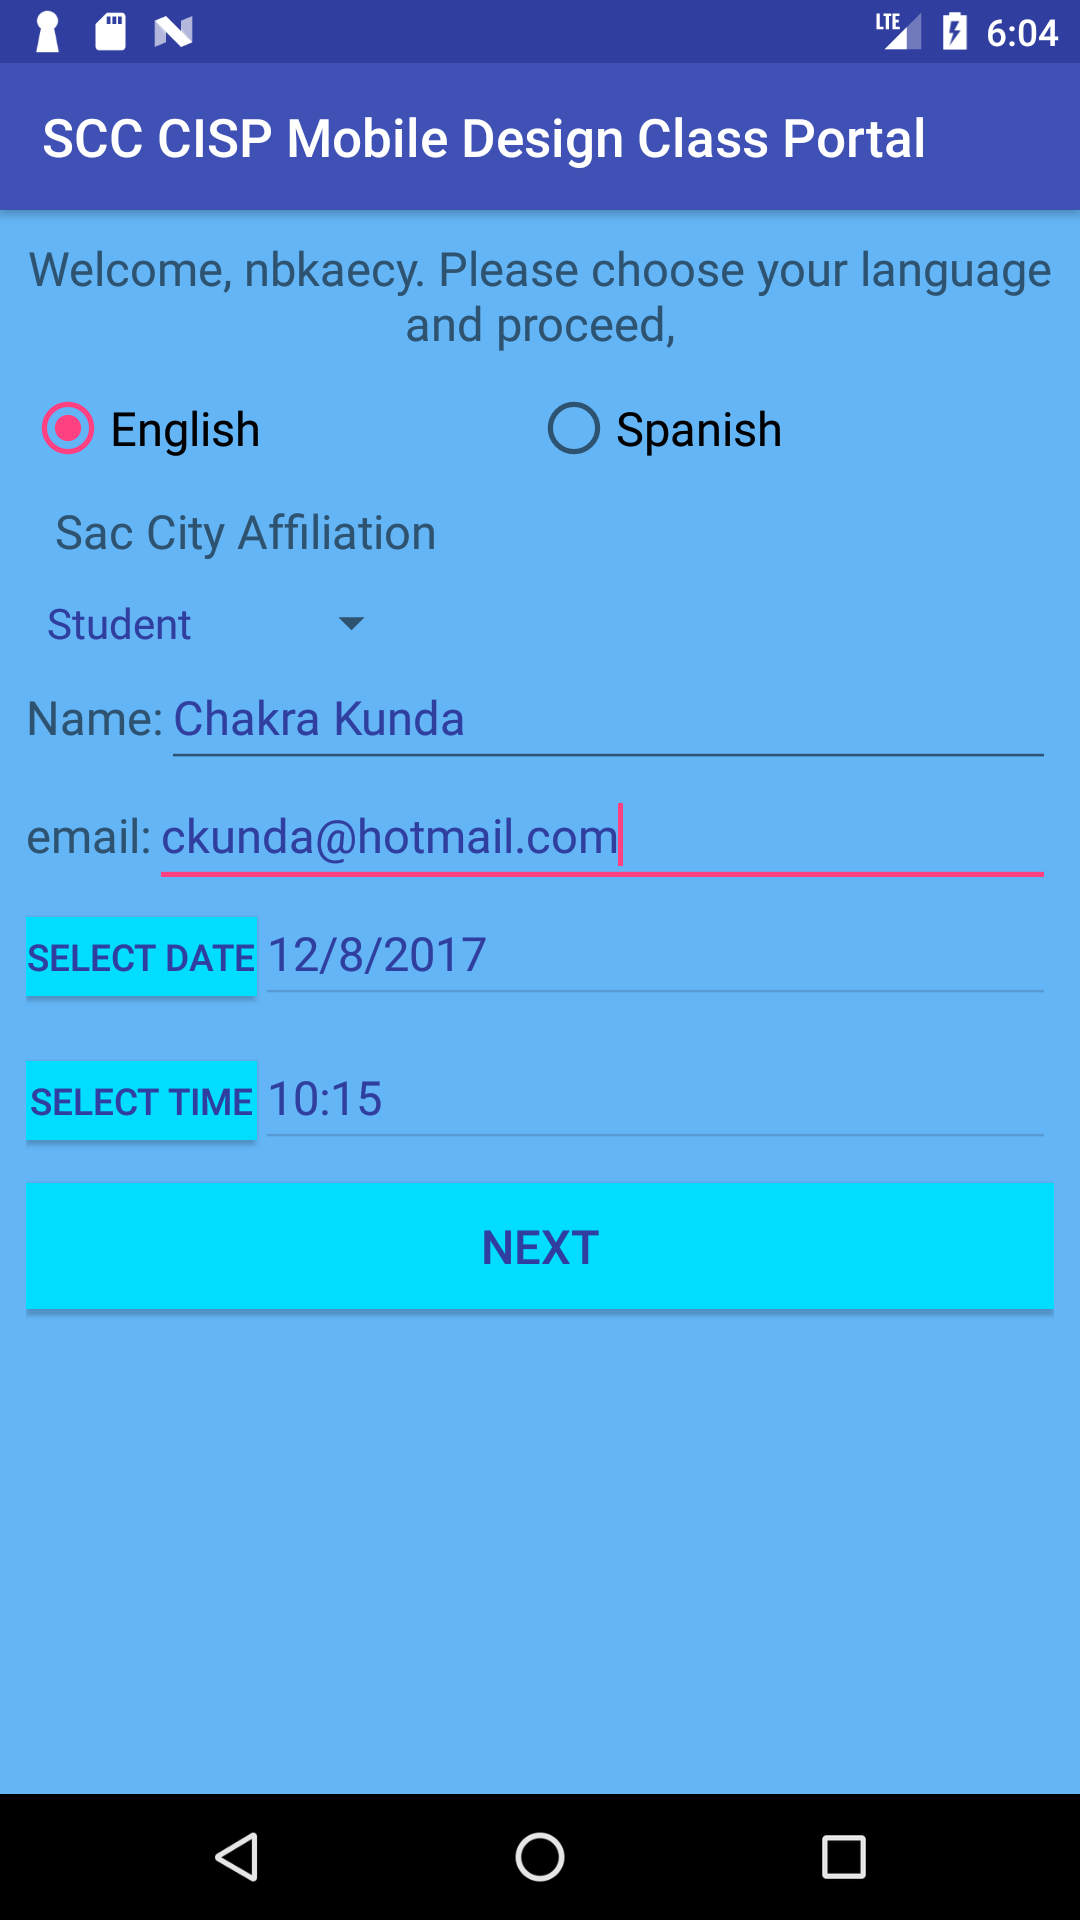 LTE 6:04
SCC CISP Mobile Design Class Portal
Welcome, nbkaecy. Please choose your language
and proceed,
English Spanish
Sac City Affiliation
Student
Name: Chakra Kunda
email: ckunda@hotmail.com
SELECT DATE 12/8/2017
SELECT TIME 10:15
NEXT